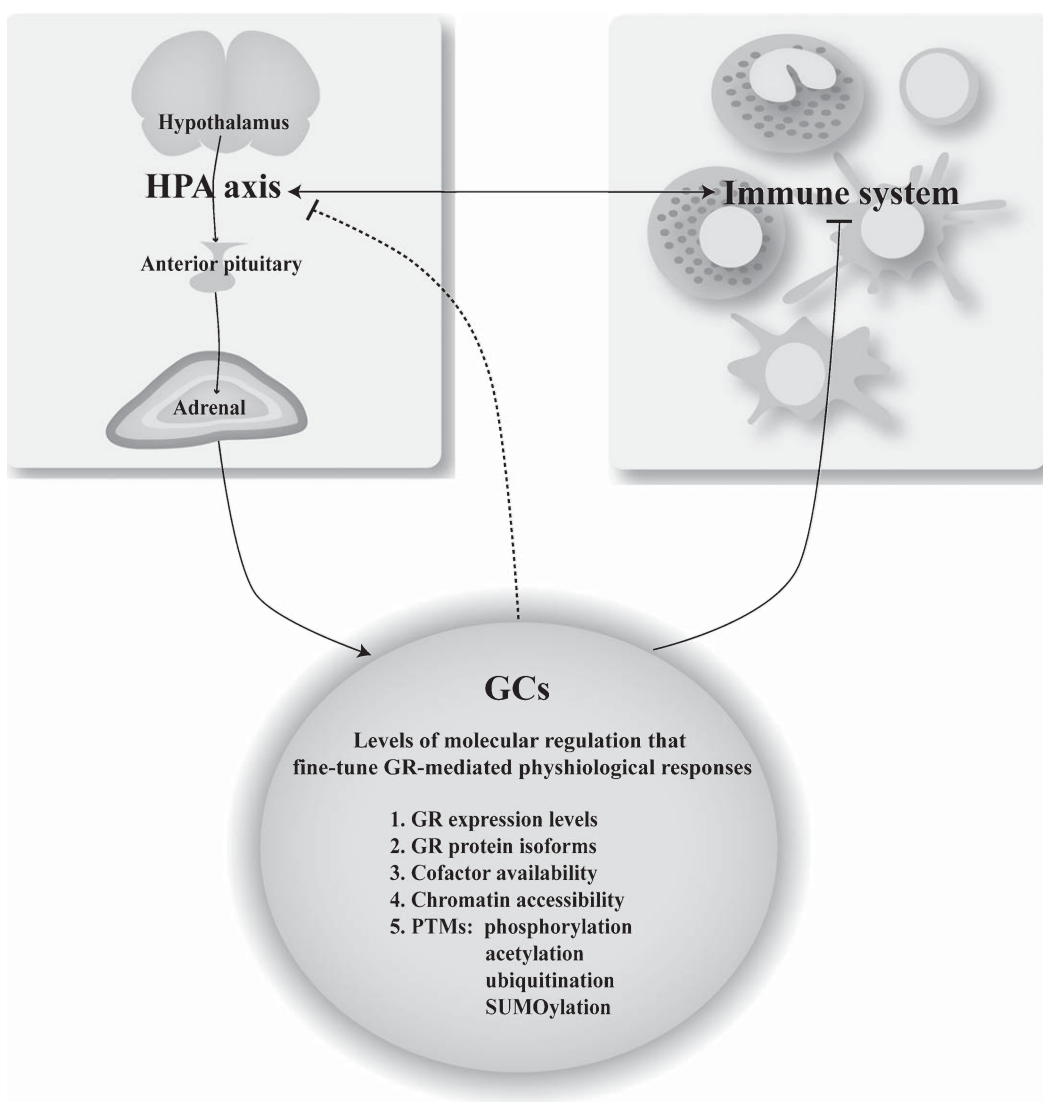 Hypothalamus
HPA axis
Anterior pituitary
Adrenal
Immune system
GCs
Levels of molecular regulation that
fine-tune GR-mediated physhiological responses
1. GR expression levels
2. GR protein isoforms
3. Cofactor availability
4. Chromatin accessibility
5. PTMs: phosphorylation
acetylation
ubiquitination
SUMOylation